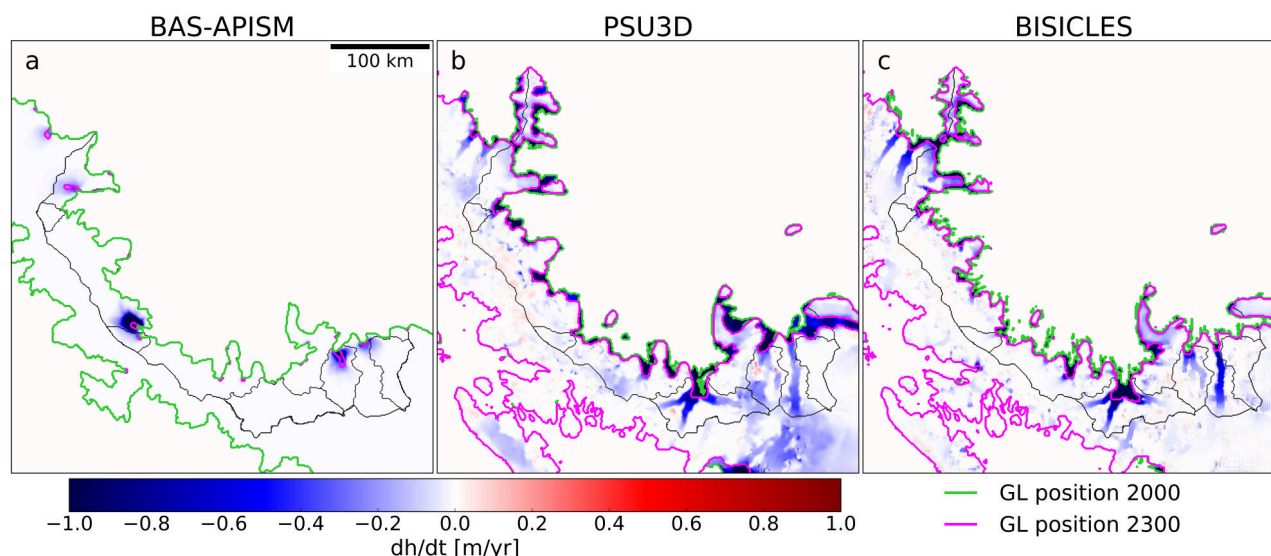 BAS-APISM
PSU3D
BISICLES
a
100 km
b
c
−1.0 −0.8 −0.6 −0.4 −0.2 0.0 0.2 0.4 0.6 0.8 1.0
dh/dt [m/yr]
GL position 2000
GL position 2300